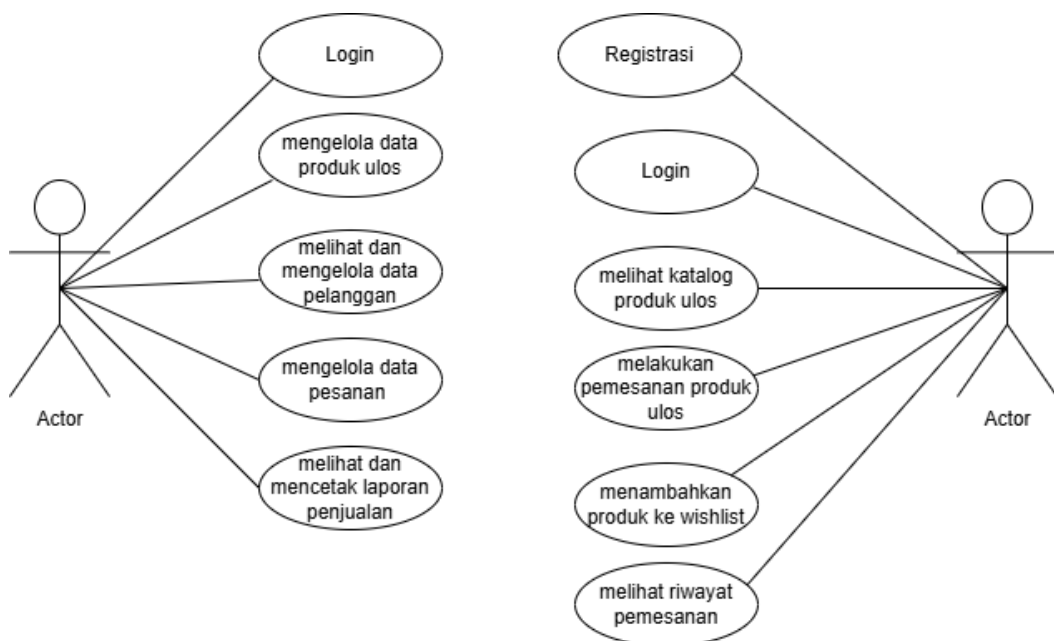 Login
mengelola data
produk ulos
melihat dan
mengelola data
pelanggan
mengelola data
pesanan
melihat dan
mencetak laporan
penjualan
Actor
Registrasi
Login
melihat katalog
produk ulos
melakukan
pemesanan produk
ulos
menambahkan
produk ke wishlist
melihat riwayat
pemesanan
Actor